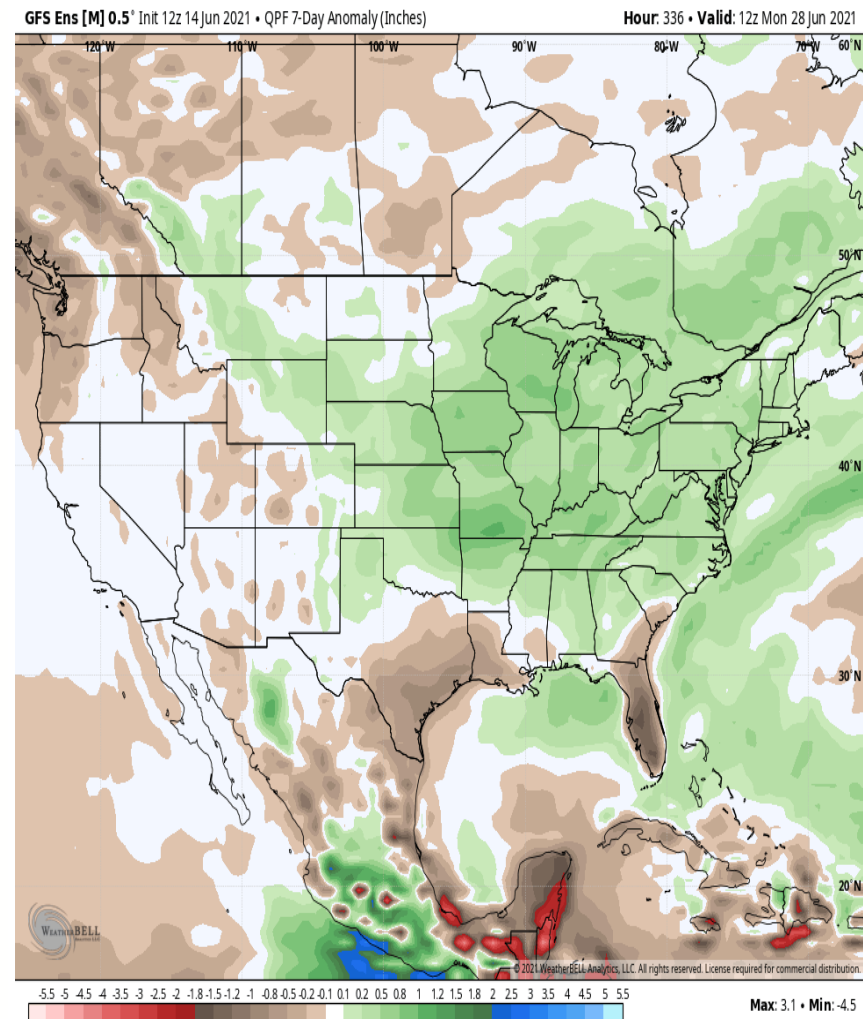 GFS Ens [M] 0.5° Init 12z 14 Jun 2021 • QPF 7-Day Anomaly (Inches) Hour: 336 • Valid: 12z Mon 28 Jun 2021
120°W 110°W 100°W 90°W 80°W 70°W 60°N
50°N
40°N
30°N
20°N
WEATHERBELL
© 2021 WeatherBELL Analytics, LLC. All rights reserved. License required for commercial distribution.
-5.5 -5 -4.5 -4 -3.5 -3 -2.5 -2 -1.8 -1.5 -1.2 -1 -0.8 -0.5 -0.2 -0.1 0.1 0.2 0.5 0.8 1.2 1.5 1.8 2.5 3 3.5 4 4.5 5 5.5
Max: 3.1 • Min: -4.5